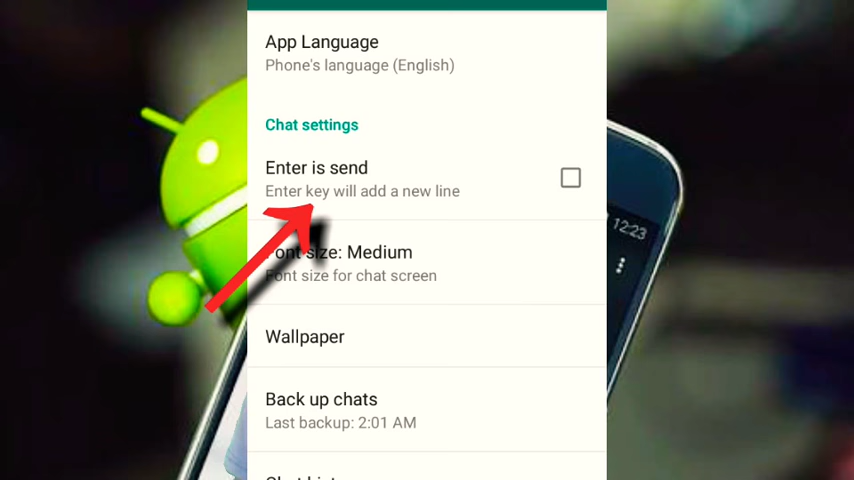 App Language
Phone's language (English)
Chat settings
Enter is send
Enter key will add a new line
Font size: Medium
Font size for chat screen
12:23
Wallpaper
Back up chats
Last backup: 2:01 AM